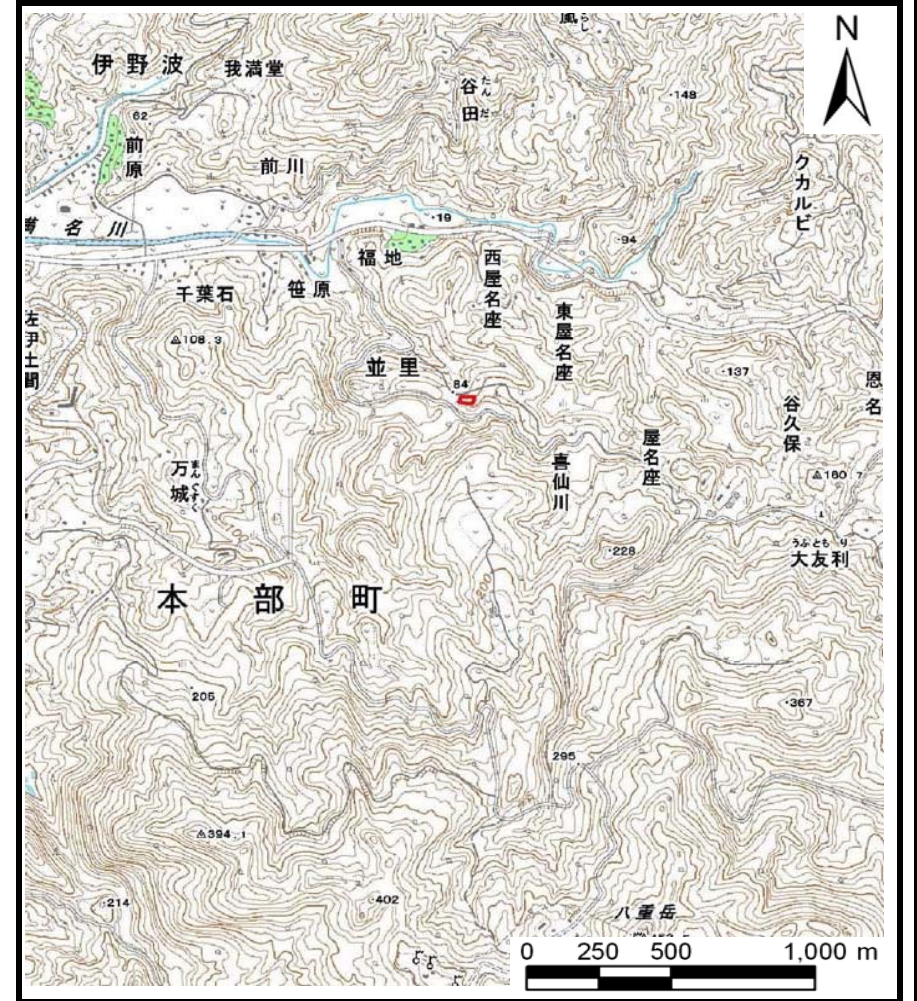 N
伊野波
我満堂
谷田
たんだ
・148
62
前原
前川
クカルビ
名川
・19
・94
福地
西屋名座
千葉石
笹原
東屋名座
佐伊土間
108.3
並里
84
・137
恩名
谷久保
万城
まんぐすく
喜仙川
屋名座
・228
うふともり
大友利
本部町
205
・367
295
394.1
・214
・402
八重岳
0 250 500 1,000 m